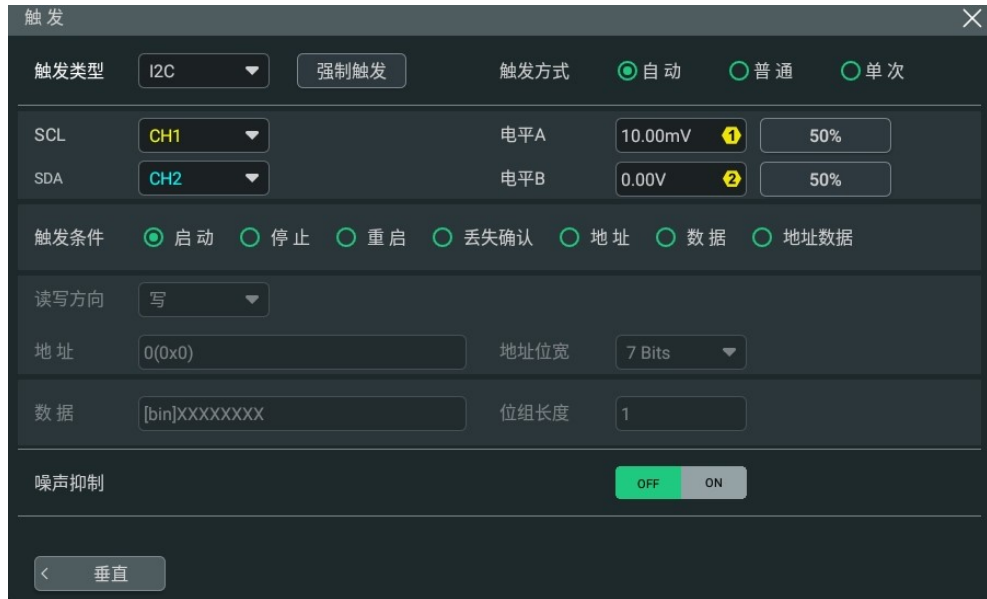 触发
触发类型 I2C 强制触发 触发方式 自动 普通 单次
SCL CH1 电平A 10.00mV 1 50%
SDA CH2 电平B 0.00V 2 50%
触发条件 启动 停止 重启 丢失确认 地址 数据 地址数据
读写方向 写
地址 0(0x0) 地址位宽 7 Bits
数据 [bin]XXXXXXXX 位组长度 1
噪声抑制 OFF ON
< 垂直